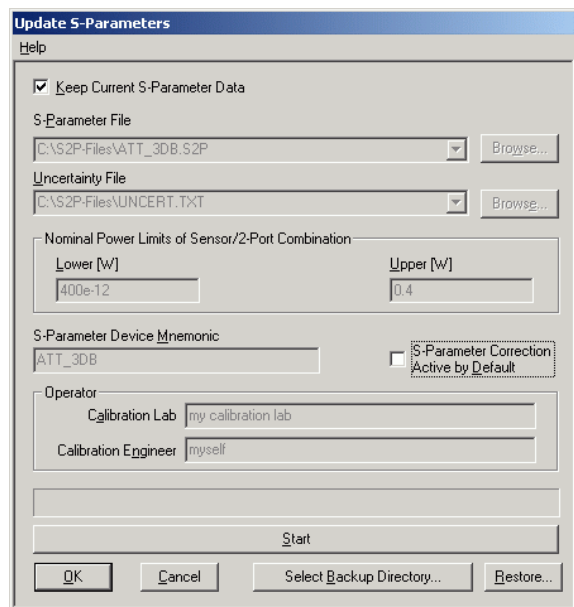 Update S-Parameters
Help
Keep Current S-Parameter Data
S-Parameter File
C:\S2P-Files\ATT_3DB.S2P
Browse...
Uncertainty File
C:\S2P-Files\UNCERT.TXT
Browse...
Nominal Power Limits of Sensor/2-Port Combination
Lower [W]
Upper [W]
400e-12
0.4
S-Parameter Device Mnemonic
ATT_3DB
S-Parameter Correction
Active by Default
Operator
Calibration Lab
my calibration lab
Calibration Engineer
myself
Start
OK
Cancel
Select Backup Directory...
Restore...